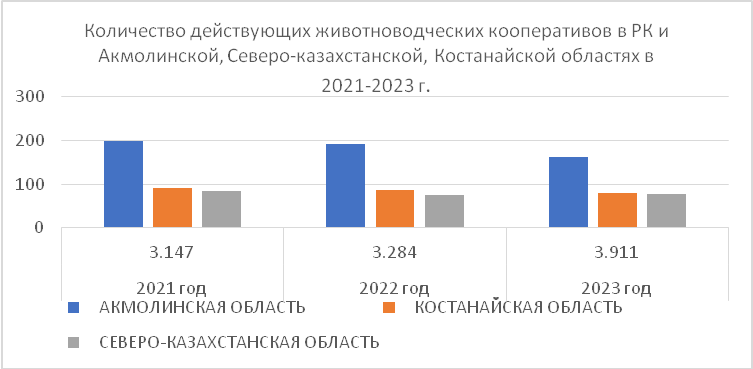 Количество действующих животноводческих кооперативов в РК и
Акмолинской, Северо-казахстанской, Костанайской областях в
2021-2023 г.
300
200
100
0
3.147 3.284 3.911
2021 год 2022 год 2023 год
АКМОЛИНСКАЯ ОБЛАСТЬ КОСТАНАЙСКАЯ ОБЛАСТЬ
СЕВЕРО-КАЗАХСТАНСКАЯ ОБЛАСТЬ